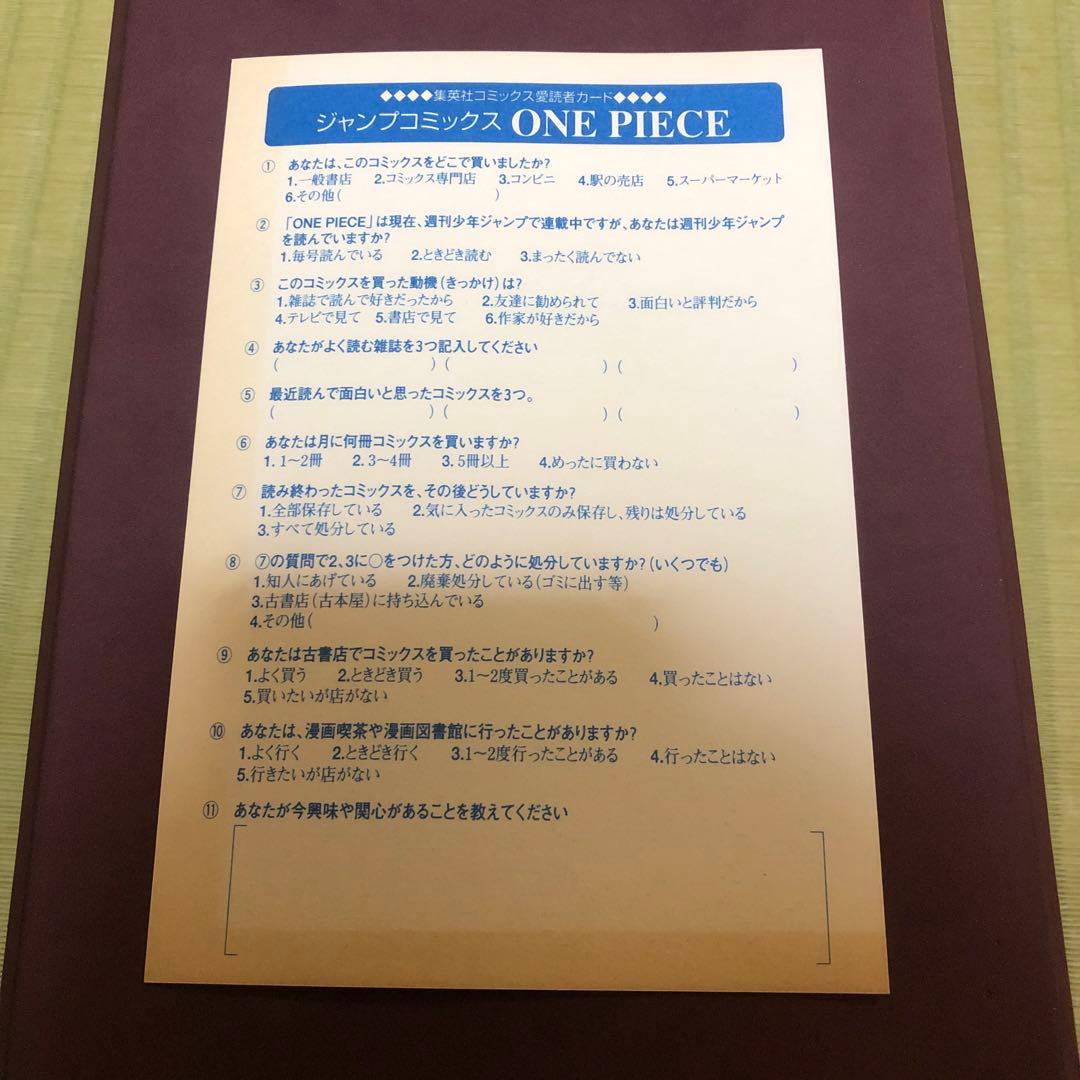 ◆◆◆◆集英社コミックス愛読者カード◆◆◆◆
ジャンプコミックス ONE PIECE
① あなたは、このコミックスをどこで買いましたか?
1.一般書店 2.コミックス専門店 3.コンビニ 4.駅の売店 5.スーパーマーケット
6.その他( )
② 「ONE PIECE」は現在、週刊少年ジャンプで連載中ですが、あなたは週刊少年ジャンプ
を読んでいますか?
1.毎号読んでいる 2.ときどき読む 3.まったく読んでない
③ このコミックスを買った動機(きっかけ)は?
1.雑誌で読んで好きだったから 2.友達に勧められて 3.面白いと評判だから
4.テレビで見て 5.書店で見て 6.作家が好きだから
④ あなたがよく読む雑誌を3つ記入してください
( ) ( ) ( )
⑤ 最近読んで面白いと思ったコミックスを3つ。
( ) ( ) ( )
⑥ あなたは月に何冊コミックスを買いますか?
1.1〜2冊 2.3〜4冊 3.5冊以上 4.めったに買わない
⑦ 読み終わったコミックスを、その後どうしていますか?
1.全部保存している 2.気に入ったコミックスのみ保存し、残りは処分している
3.すべて処分している
⑧ ⑦の質問で2、3に○をつけた方、どのように処分していますか?(いくつでも)
1.知人にあげている 2.廃棄処分している(ゴミに出す等)
3.古書店(古本屋)に持ち込んでいる
4.その他( )
⑨ あなたは古書店でコミックスを買ったことがありますか?
1.よく買う 2.ときどき買う 3.1〜2度買ったことがある 4.買ったことはない
5.買いたいが店がない
⑩ あなたは、漫画喫茶や漫画図書館に行ったことがありますか?
1.よく行く 2.ときどき行く 3.1〜2度行ったことがある 4.行ったことはない
5.行きたいが店がない
⑪ あなたが今興味や関心があることを教えてください